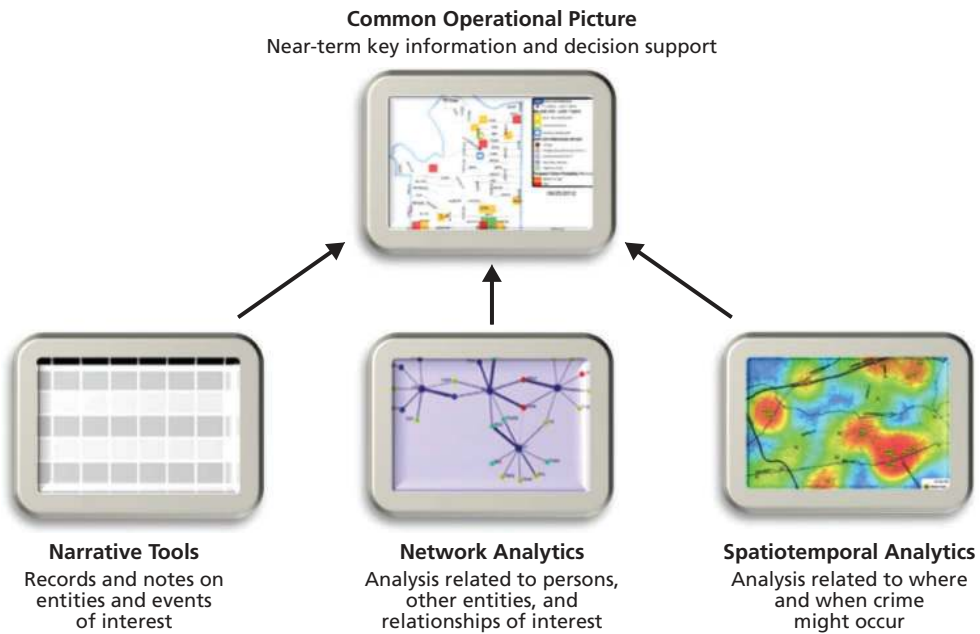 Common Operational Picture
Near-term key information and decision support
Narrative Tools
Records and notes on
entities and events
of interest
Network Analytics
Analysis related to persons,
other entities, and
relationships of interest
Spatiotemporal Analytics
Analysis related to where
and when crime
might occur